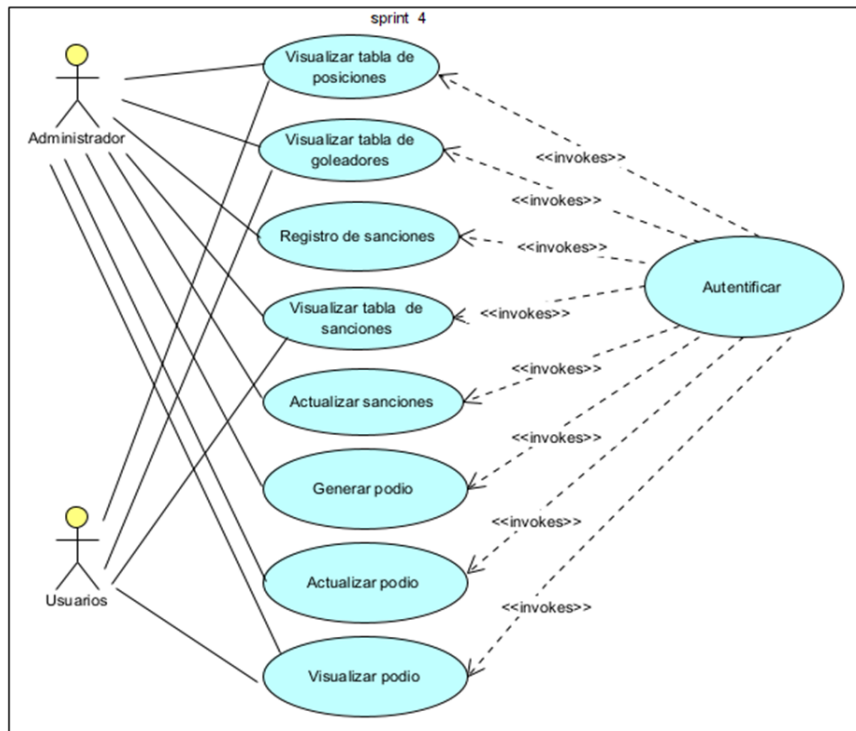 sprint 4
Visualizar tabla de
posiciones
Administrador
Visualizar tabla de
goleadores
<<invokes>>
<<invokes>>
Registro de sanciones
<<invokes>>
Autentificar
Visualizar tabla de
sanciones
<<invokes>>
<<invokes>>
Actualizar sanciones
<<invokes>>
Generar podio
<<invokes>>
Actualizar podio
Usuarios
<<invokes>>
Visualizar podio